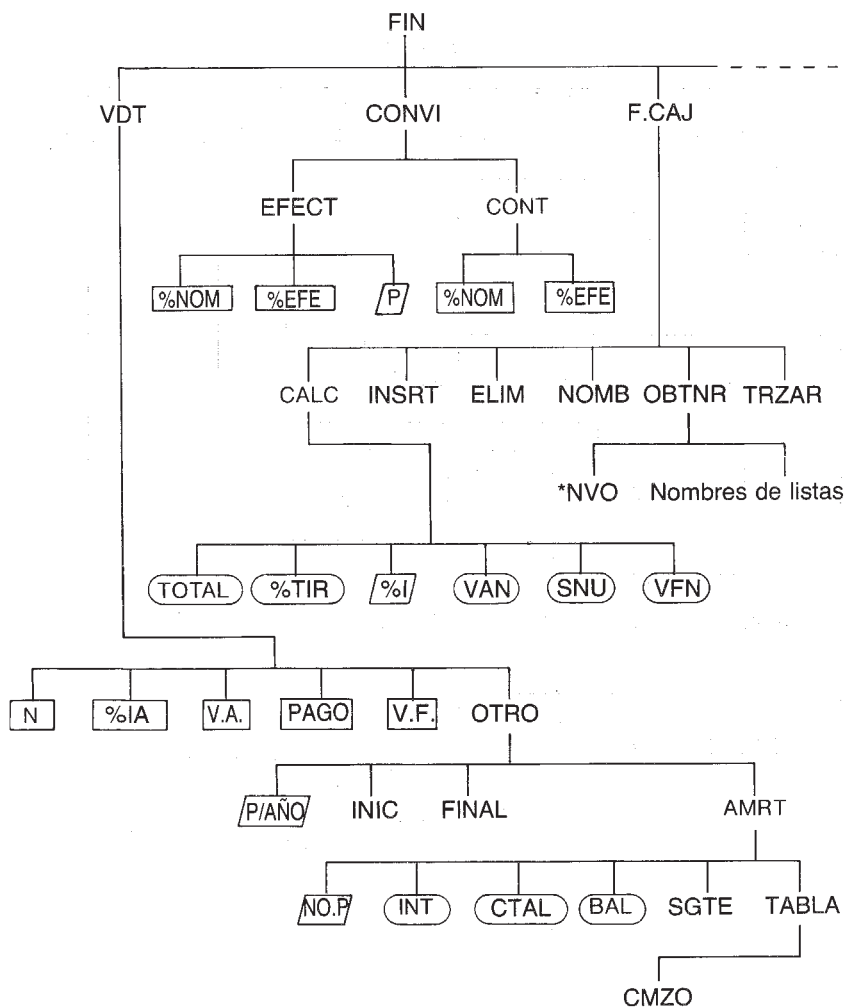 FIN
VDT CONVI F.CAJ
EFECT CONT
%NOM %EFE P %NOM %EFE
CALC INSRT ELIM NOMB OBTNR TRZAR
*NVO Nombres de listas
TOTAL %TIR %I VAN SNU VFN
N %IA V.A. PAGO V.F. OTRO
P/AÑO INIC FINAL AMRT
NO.P INT CTAL BAL SGTE TABLA
CMZO